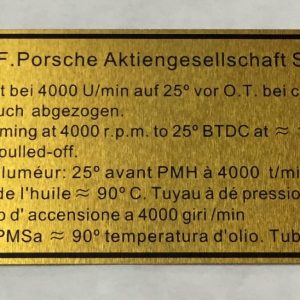 F.Porsche Aktiengesellschaft S
t bei 4000 U/min auf 25º vor O.T. bei c
uch abgezogen.
ming at 4000 r.p.m. to 25º BTDC at ≈
pulled-off.
luméur: 25º avant PMH à 4000 t/mi
de l'huile ≈ 90º C. Tuyau à dé pressio
o d' accensione a 4000 giri /min
PMSa ≈ 90º temperatura d'olio. Tub